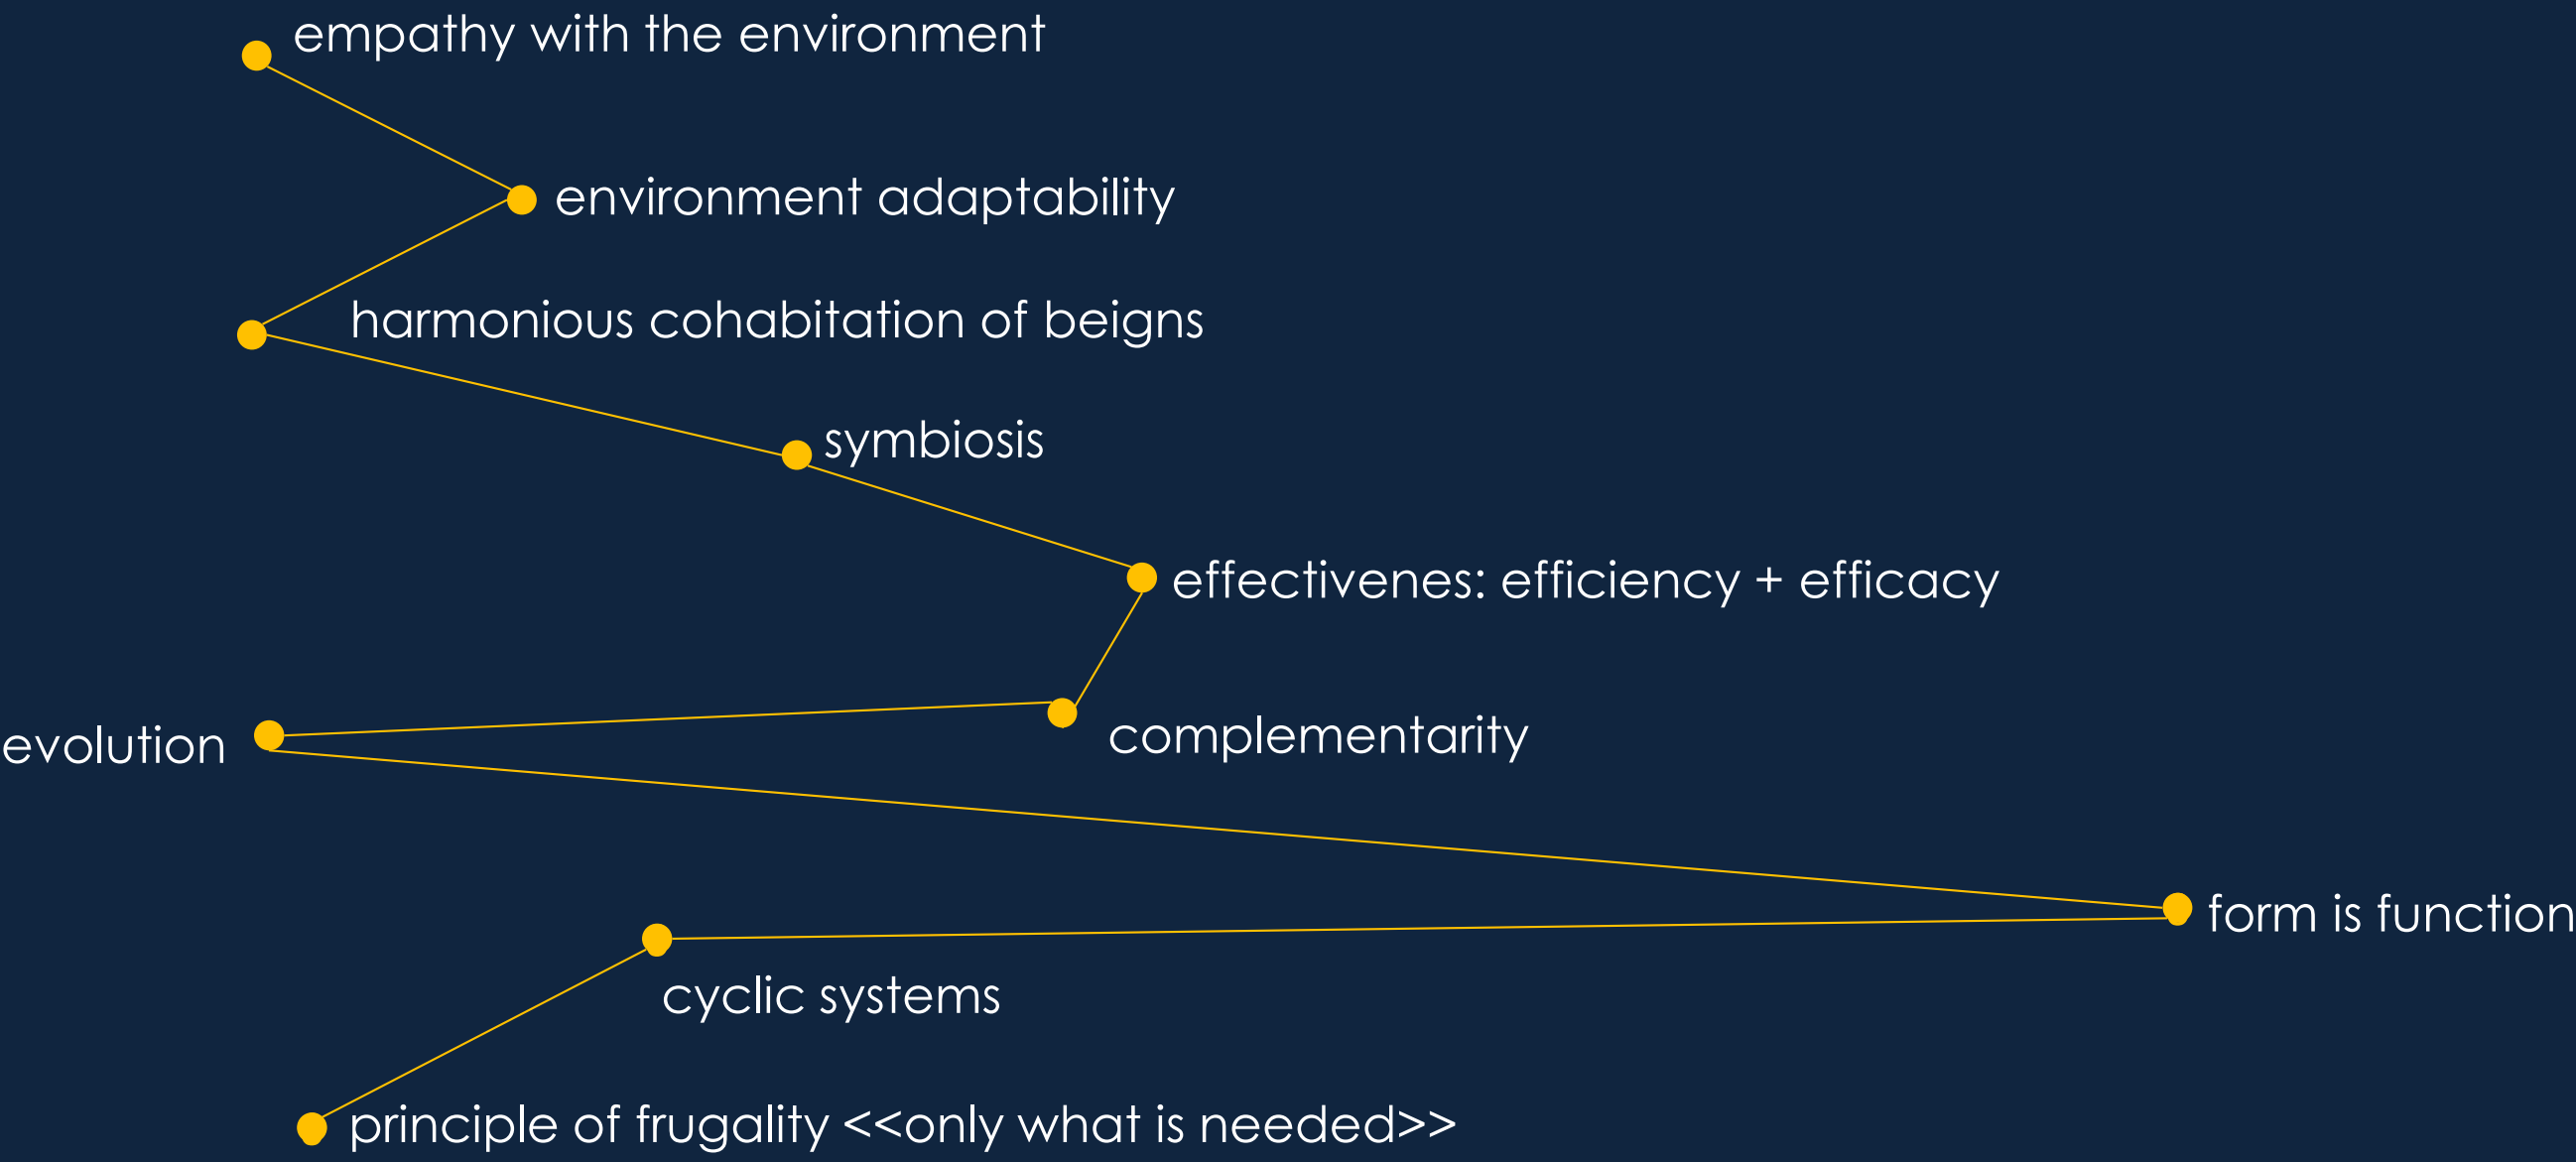 empathy with the environment
environment adaptability
harmonious cohabitation of beigns
symbiosis
effectivenes: efficiency + efficacy
complementarity
evolution
form is function
cyclic systems
principle of frugality <<only what is needed>>